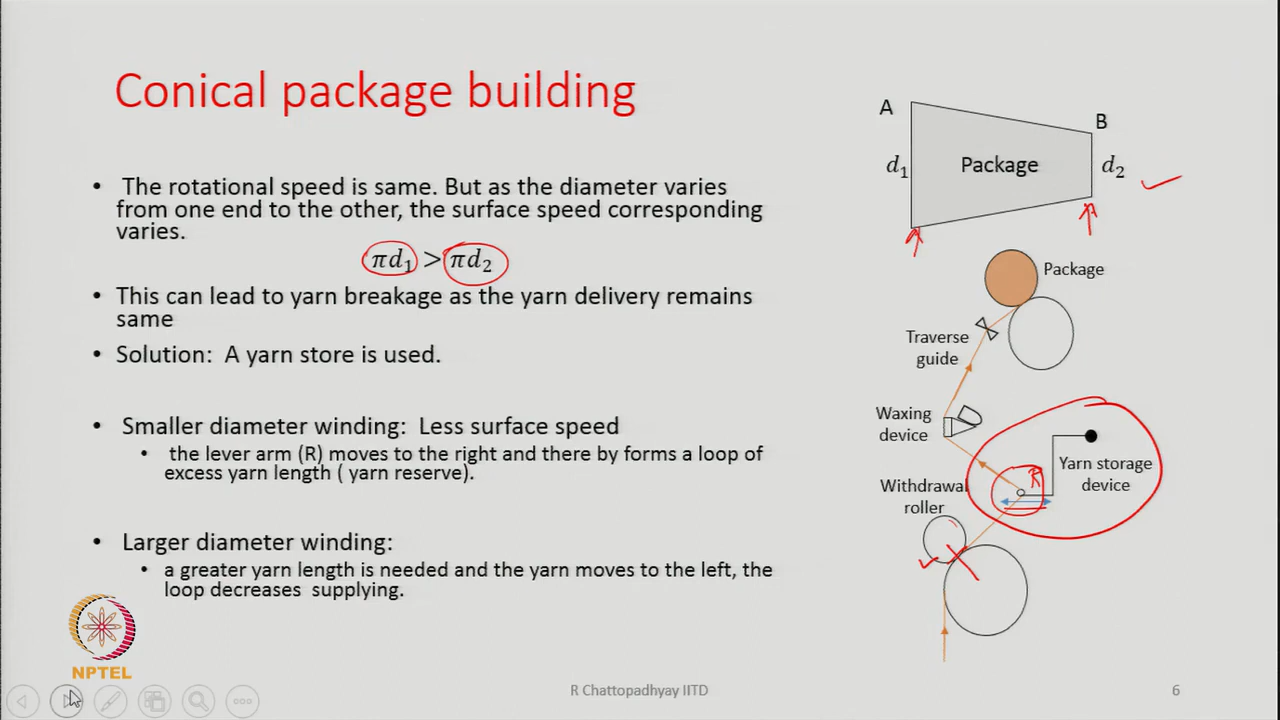 Conical package building
• The rotational speed is same. But as the diameter varies
from one end to the other, the surface speed corresponding
varies.
πd₁ > πd₂
• This can lead to yarn breakage as the yarn delivery remains
same
• Solution: A yarn store is used.
• Smaller diameter winding: Less surface speed
• the lever arm (R) moves to the right and there by forms a loop of
excess yarn length ( yarn reserve).
• Larger diameter winding:
• a greater yarn length is needed and the yarn moves to the left, the
loop decreases supplying.
A
B
d₁
Package
d₂
Package
Traverse
guide
Waxing
device
R
Yarn storage
device
Withdrawal
roller
NPTEL
R Chattopadhyay IITD
6